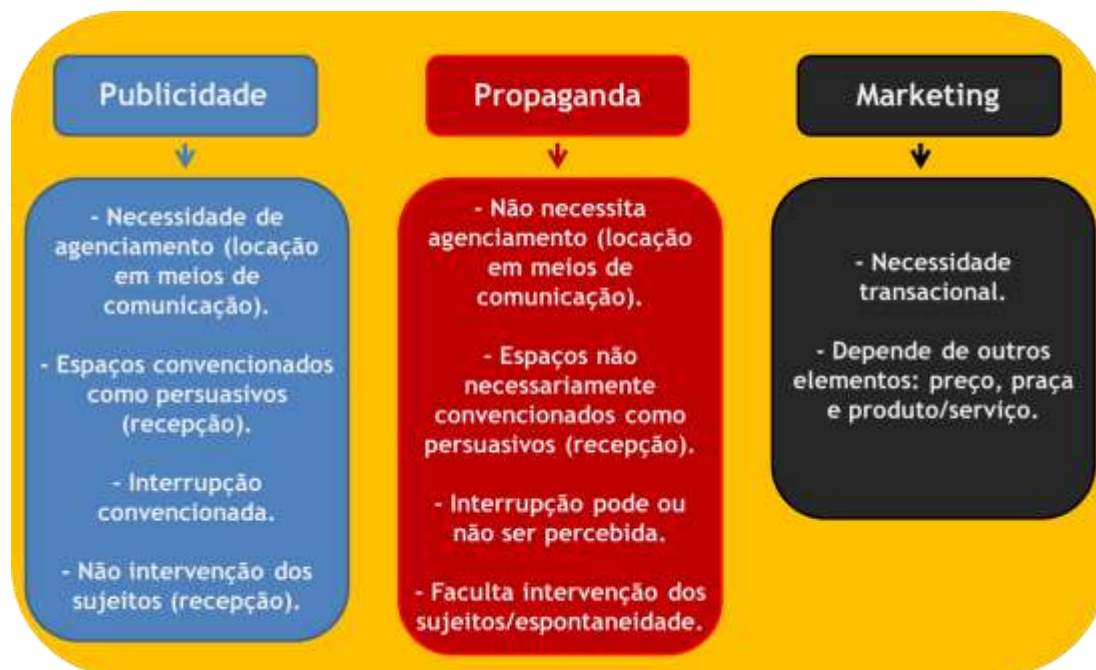 Publicidade
- Necessidade de
agenciamento (locação
em meios de
comunicação).
- Espaços convencionados
como persuasivos
(recepção).
- Interrupção
convencionada.
- Não intervenção dos
sujeitos (recepção).
Propaganda
- Não necessita
agenciamento (locação
em meios de
comunicação).
- Espaços não
necessariamente
convencionados como
persuasivos (recepção).
- Interrupção pode ou
não ser percebida.
- Faculta intervenção dos
sujeitos/espontaneidade.
Marketing
- Necessidade
transacional.
- Depende de outros
elementos: preço, praça
e produto/serviço.